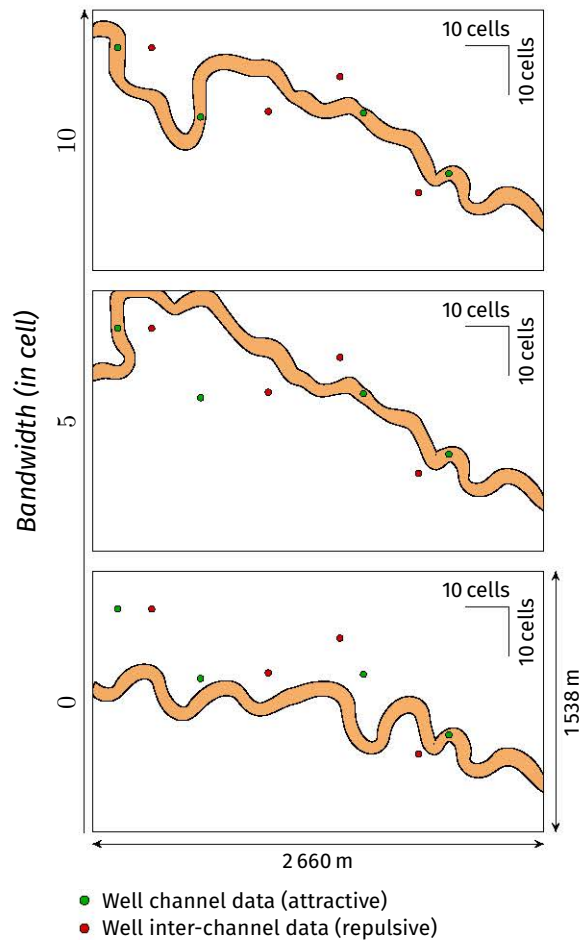 10 cells
10 cells
10
10 cells
10 cells
Bandwidth (in cell)
5
10 cells
10 cells
0
1 538 m
2 660 m
Well channel data (attractive)
Well inter-channel data (repulsive)